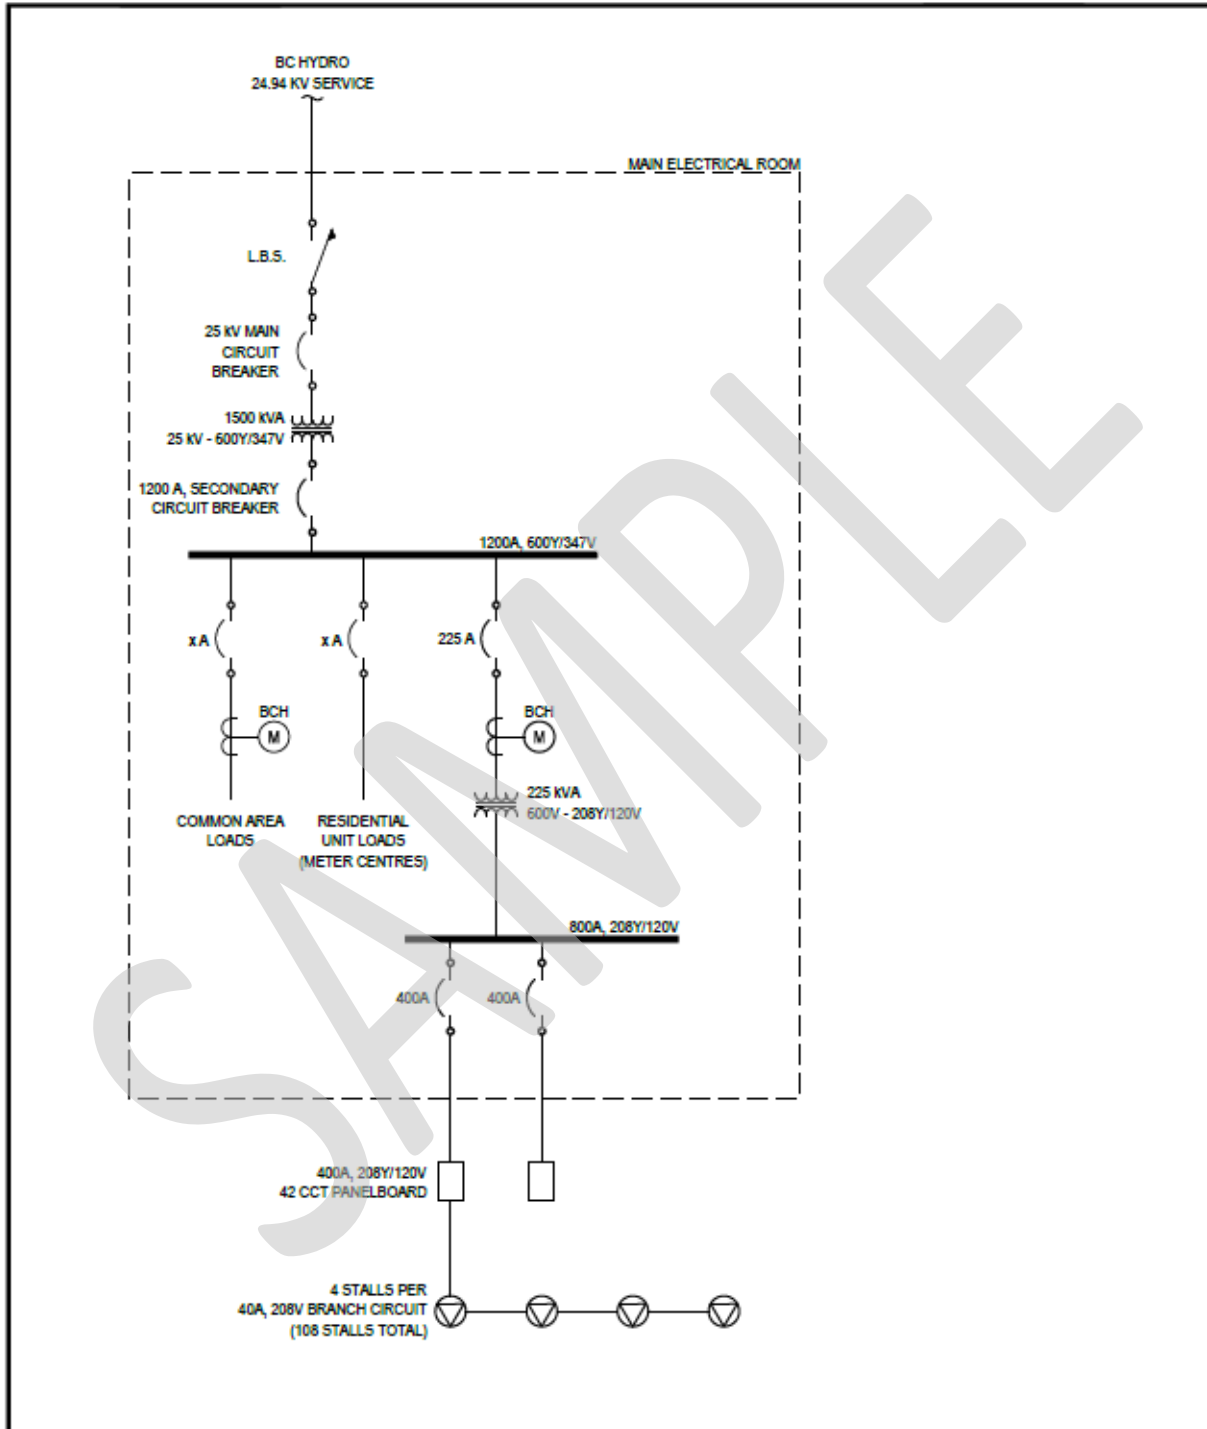 BC HYDRO
24.94 KV SERVICE
MAIN ELECTRICAL ROOM
L.B.S.
25 kV MAIN
CIRCUIT
BREAKER
1500 kVA
25 kV - 600Y/347V
1200 A, SECONDARY
CIRCUIT BREAKER
1200A, 600Y/347V
x A
x A
225 A
BCH
M
BCH
M
225 kVA
600V - 208Y/120V
COMMON AREA
LOADS
RESIDENTIAL
UNIT LOADS
(METER CENTRES)
800A, 208Y/120V
400A
400A
400A, 208Y/120V
42 CCT PANELBOARD
4 STALLS PER
40A, 208V BRANCH CIRCUIT
(108 STALLS TOTAL)
SAMPLE